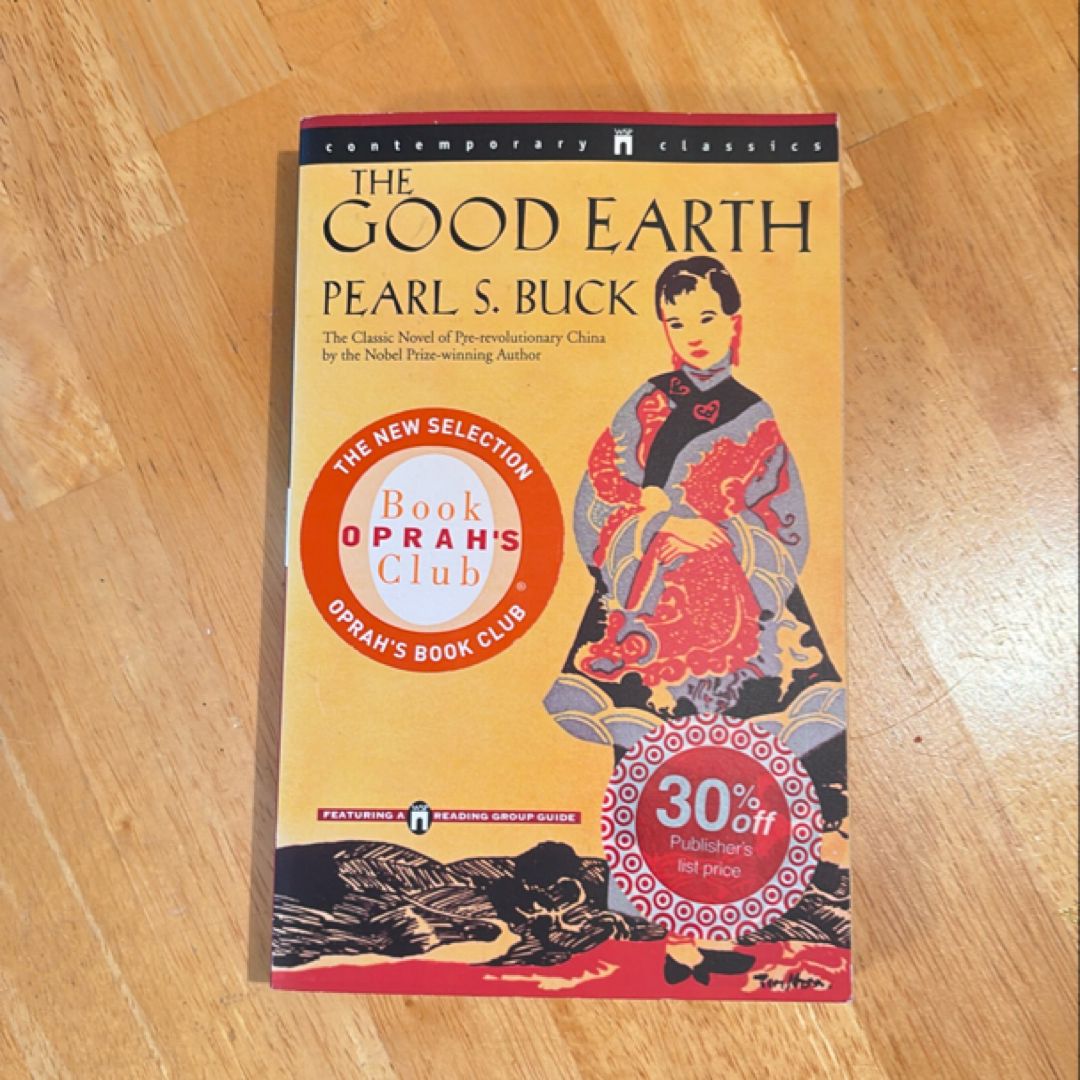 contemporary WSP classics
THE
GOOD EARTH
PEARL S. BUCK
The Classic Novel of Pre-revolutionary China
by the Nobel Prize-winning Author
THE NEW SELECTION
Book
OPRAH'S
Club
®
OPRAH'S BOOK CLUB
FEATURING A WSP READING GROUP GUIDE
30% off
Publisher's
list price